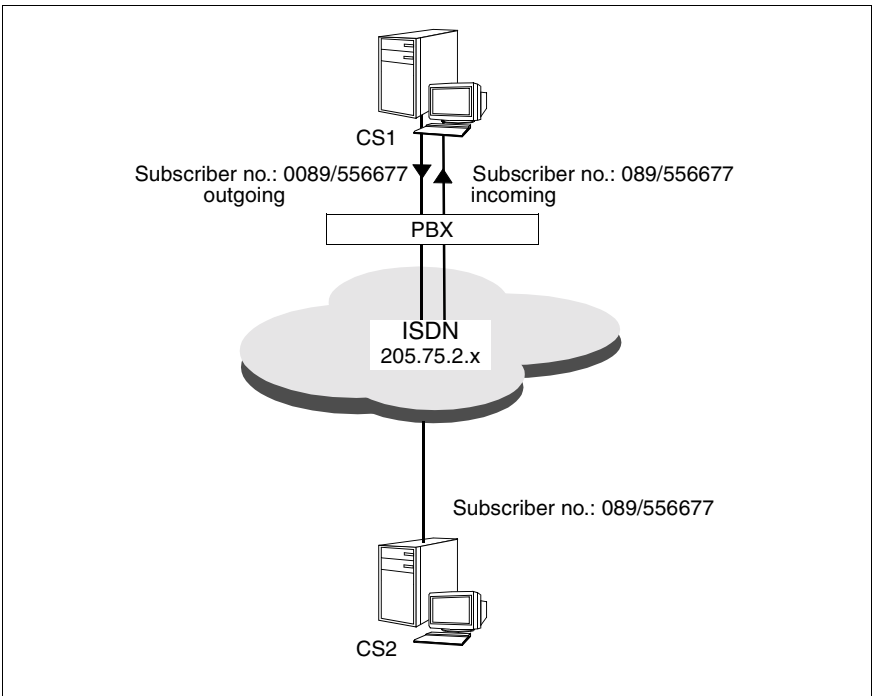 CS1
Subscriber no.: 0089/556677
outgoing
Subscriber no.: 089/556677
incoming
PBX
ISDN
205.75.2.x
Subscriber no.: 089/556677
CS2